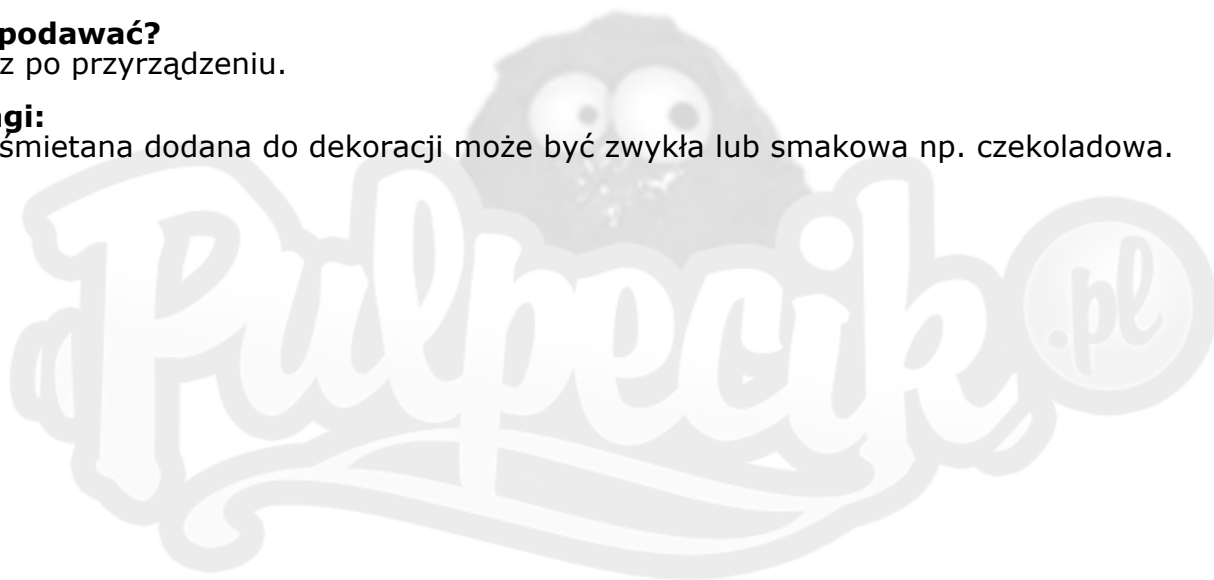 podawać?
z po przyrządzeniu.
gi:
śmietana dodana do dekoracji może być zwykła lub smakowa np. czekoladowa.
Pulpecik.pl